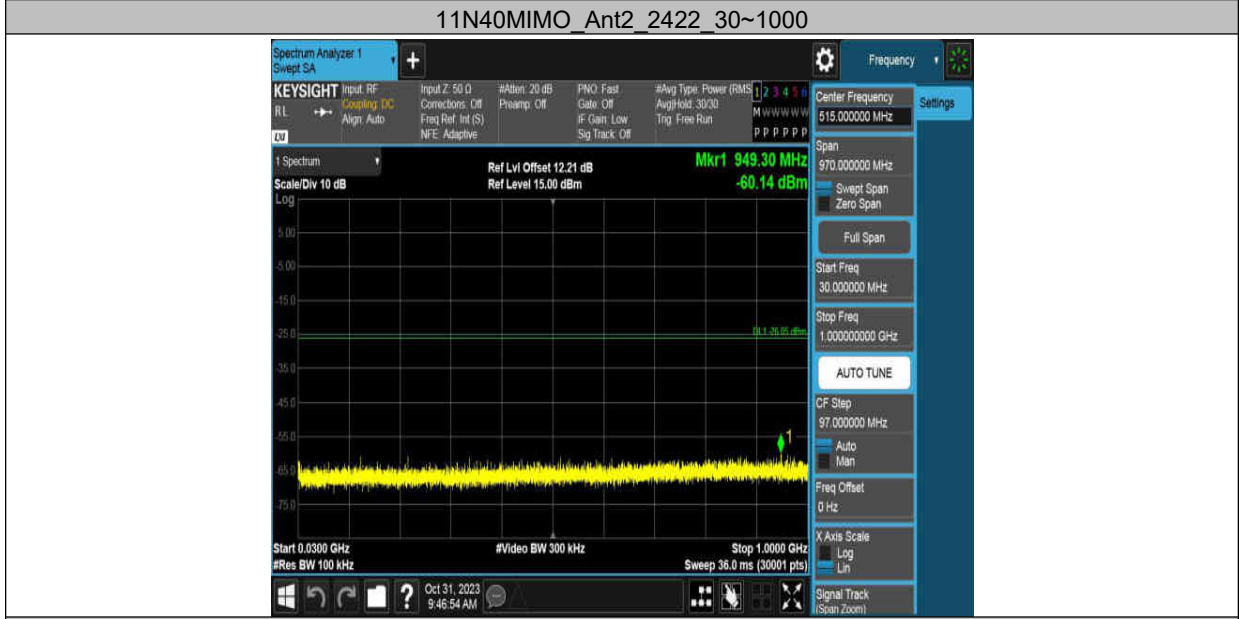 11N40MIMO_Ant2_2422_30~1000
Spectrum Analyzer 1
Swept SA
+
Frequency
KEYSIGHT
RL
Input: RF
Coupling: DC
Align: Auto
Input Z: 50 Ω
Corrections: Off
Freq Ref: Int (S)
NFE: Adaptive
#Atten: 20 dB
Preamp: Off
PNO: Fast
Gate: Off
IF Gain: Low
Sig Track: Off
#Avg Type: Power (RMS
Avg|Hold: 30/30
Trig: Free Run
1 2 3 4 5 6
M W W W W W
P P P P P P
LXI
Center Frequency
515.000000 MHz
Settings
1 Spectrum
Ref Lvl Offset 12.21 dB
Mkr1 949.30 MHz
Scale/Div 10 dB
Ref Level 15.00 dBm
-60.14 dBm
Log
5.00
-5.00
-15.0
-25.0
DL1 -26.05 dBm
-35.0
-45.0
-55.0
1
-65.0
-75.0
Start 0.0300 GHz
#Video BW 300 kHz
Stop 1.0000 GHz
#Res BW 100 kHz
Sweep 36.0 ms (30001 pts)
Span
970.000000 MHz
Swept Span
Zero Span
Full Span
Start Freq
30.000000 MHz
Stop Freq
1.000000000 GHz
AUTO TUNE
CF Step
97.000000 MHz
Auto
Man
Freq Offset
0 Hz
X Axis Scale
Log
Lin
Signal Track
(Span Zoom)
?
Oct 31, 2023
9:46:54 AM